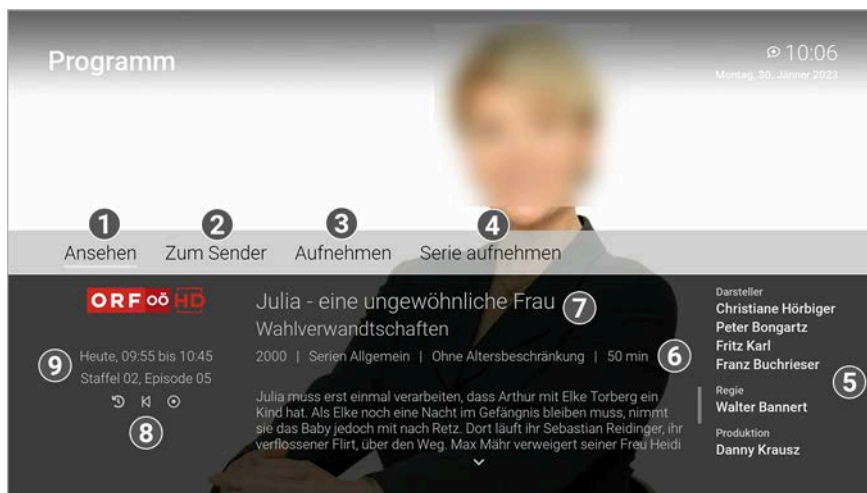 Programm
10:06
Montag, 30. Jänner 2023
1 2 3 4
Ansehen Zum Sender Aufnehmen Serie aufnehmen
ORF OÖ HD
9
Heute, 09:55 bis 10:45
Staffel 02, Episode 05
8
Julia - eine ungewöhnliche Frau 7
Wahlverwandtschaften
2000 | Serien Allgemein | Ohne Altersbeschränkung | 50 min 6
Julia muss erst einmal verarbeiten, dass Arthur mit Elke Torberg ein
Kind hat. Als Elke noch eine Nacht im Gefängnis bleiben muss, nimmt
sie das Baby jedoch mit nach Retz. Dort läuft ihr Sebastian Reidinger, ihr
verflossener Flirt, über den Weg. Max Mähr verweigert seiner Freu Heidi
Darsteller
Christiane Hörbiger
Peter Bongartz
Fritz Karl
Franz Buchrieser
5
Regie
Walter Bannert
Produktion
Danny Krausz